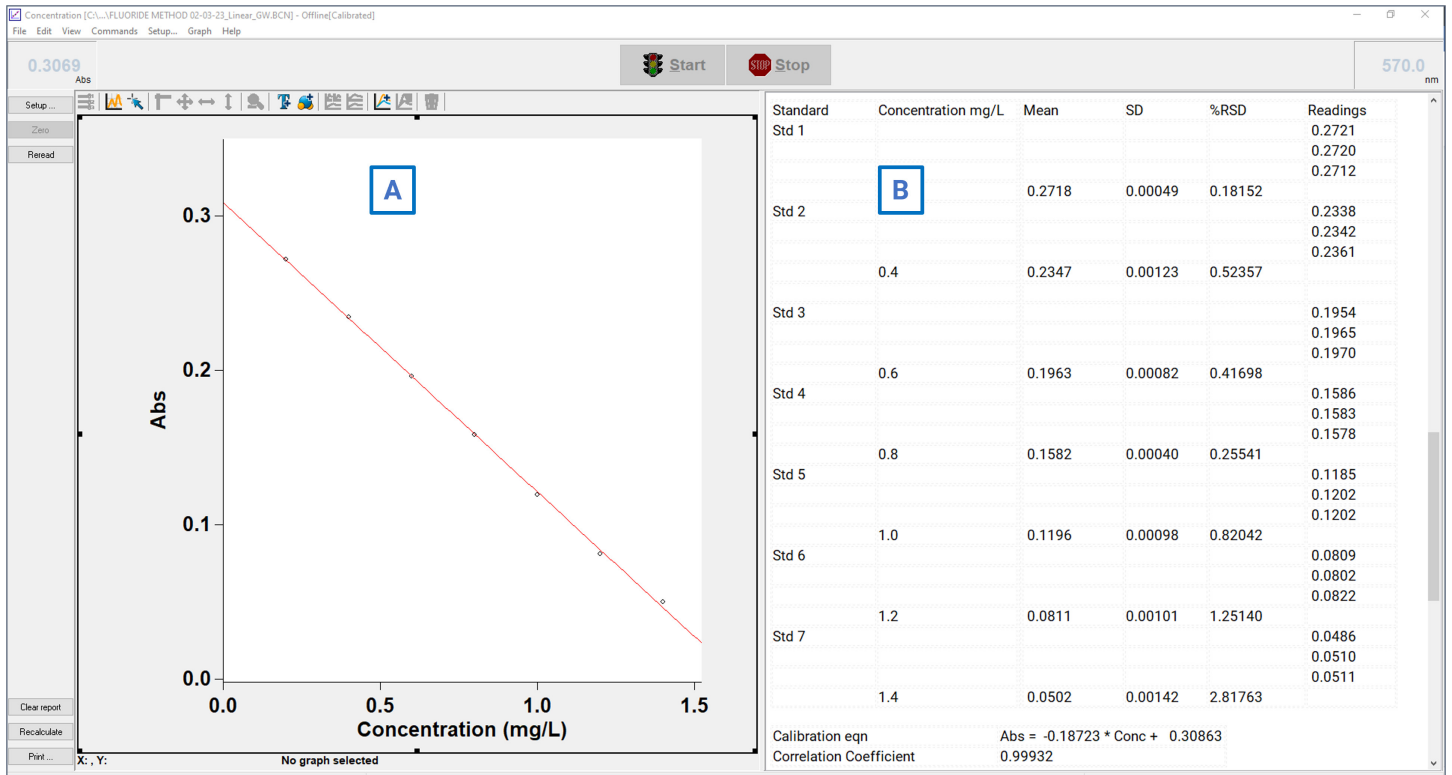 Concentration [C:\...\FLUORIDE METHOD 02-03-23_Linear_GW.BCN] - Offline[Calibrated]
File Edit View Commands Setup... Graph Help
0.3069
Abs
Start
STOP Stop
570.0
nm
Setup ...
Zero
Reread
Clear report
Recalculate
Print ...
A
0.3
0.2
0.1
0.0
Abs
0.0 0.5 1.0 1.5
Concentration (mg/L)
X: , Y: No graph selected
B
Standard Concentration mg/L Mean SD %RSD Readings
Std 1 0.2721
0.2720
0.2712
0.2718 0.00049 0.18152
Std 2 0.2338
0.2342
0.2361
0.4 0.2347 0.00123 0.52357
Std 3 0.1954
0.1965
0.1970
0.6 0.1963 0.00082 0.41698
Std 4 0.1586
0.1583
0.1578
0.8 0.1582 0.00040 0.25541
Std 5 0.1185
0.1202
0.1202
1.0 0.1196 0.00098 0.82042
Std 6 0.0809
0.0802
0.0822
1.2 0.0811 0.00101 1.25140
Std 7 0.0486
0.0510
0.0511
1.4 0.0502 0.00142 2.81763
Calibration eqn Abs = -0.18723 * Conc + 0.30863
Correlation Coefficient 0.99932